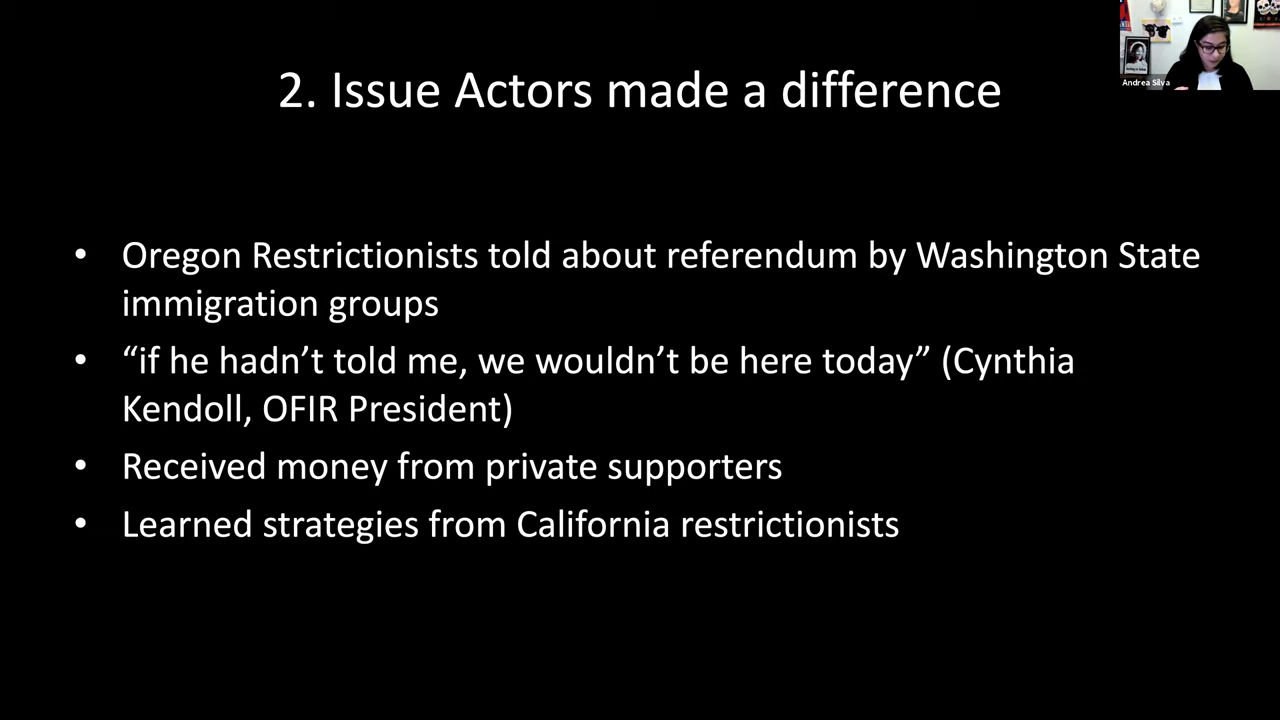 2. Issue Actors made a difference
Andrea Silva
• Oregon Restrictionists told about referendum by Washington State
immigration groups
• “if he hadn’t told me, we wouldn’t be here today” (Cynthia
Kendoll, OFIR President)
• Received money from private supporters
• Learned strategies from California restrictionists